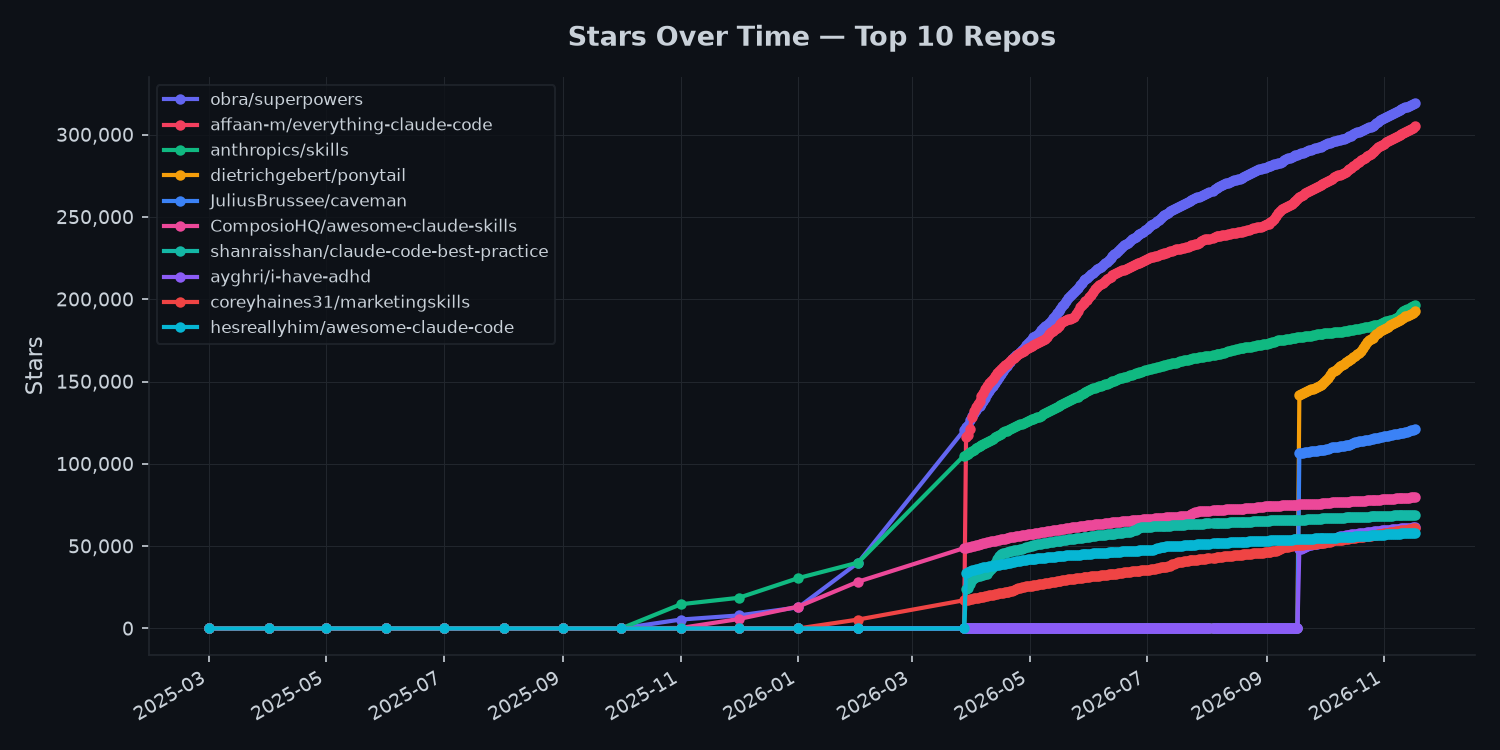 Stars Over Time — Top 10 Repos
obra/superpowers
affaan-m/everything-claude-code
anthropics/skills
dietrichgebert/ponytail
JuliusBrussee/caveman
ComposioHQ/awesome-claude-skills
shanraisshan/claude-code-best-practice
ayghri/i-have-adhd
coreyhaines31/marketingskills
hesreallyhim/awesome-claude-code
Stars
300,000
250,000
200,000
150,000
100,000
50,000
0
2025-03
2025-05
2025-07
2025-09
2025-11
2026-01
2026-03
2026-05
2026-07
2026-09
2026-11